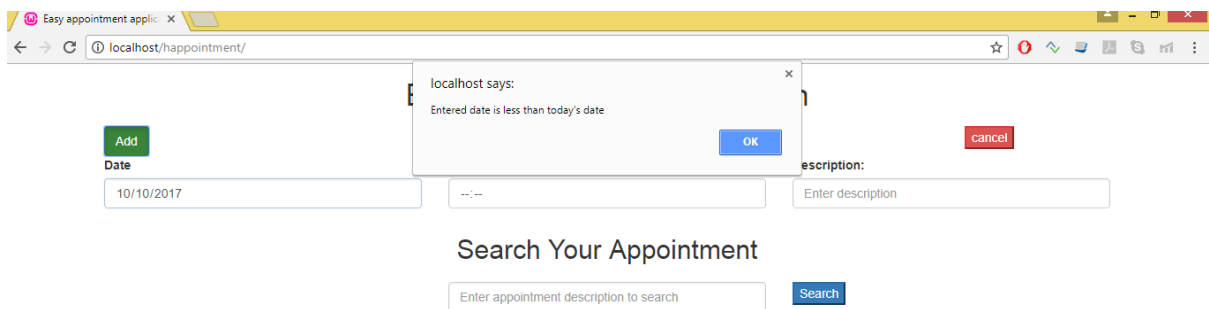 Easy appointment applic
localhost/happointment/
localhost says:
Entered date is less than today's date
OK
Add
cancel
Date
escription:
10/10/2017
--:--
Enter description
Search Your Appointment
Enter appointment description to search
Search